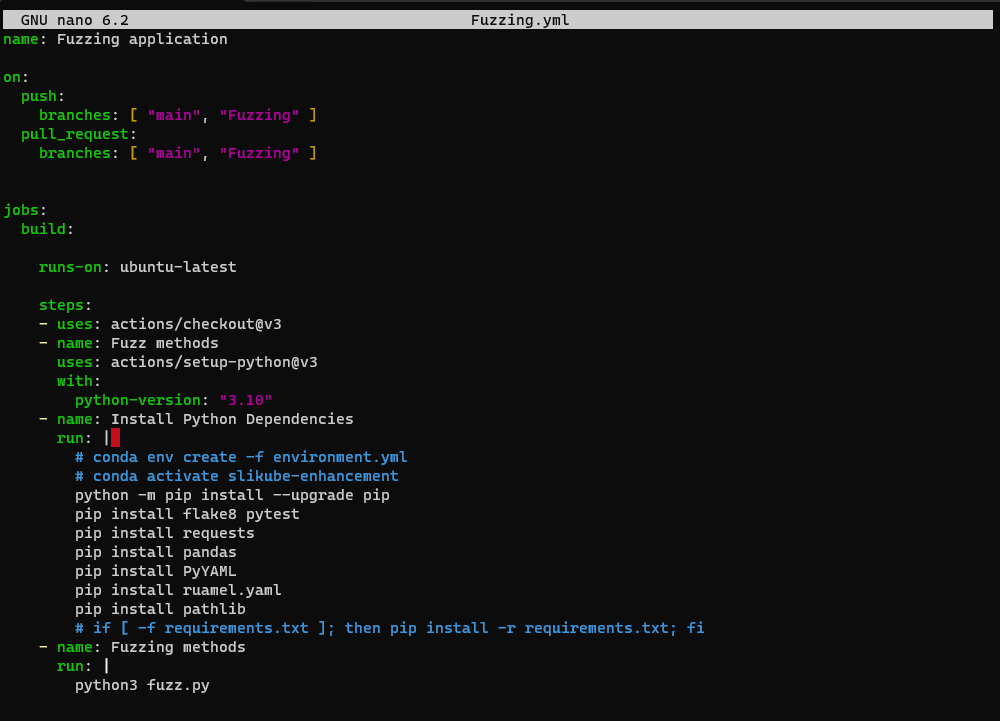 GNU nano 6.2 Fuzzing.yml
name: Fuzzing application
on:
push:
branches: [ "main", "Fuzzing" ]
pull_request:
branches: [ "main", "Fuzzing" ]
jobs:
build:
runs-on: ubuntu-latest
steps:
- uses: actions/checkout@v3
- name: Fuzz methods
uses: actions/setup-python@v3
with:
python-version: "3.10"
- name: Install Python Dependencies
run: |
# conda env create -f environment.yml
# conda activate slikube-enhancement
python -m pip install --upgrade pip
pip install flake8 pytest
pip install requests
pip install pandas
pip install PyYAML
pip install ruamel.yaml
pip install pathlib
# if [ -f requirements.txt ]; then pip install -r requirements.txt; fi
- name: Fuzzing methods
run: |
python3 fuzz.py